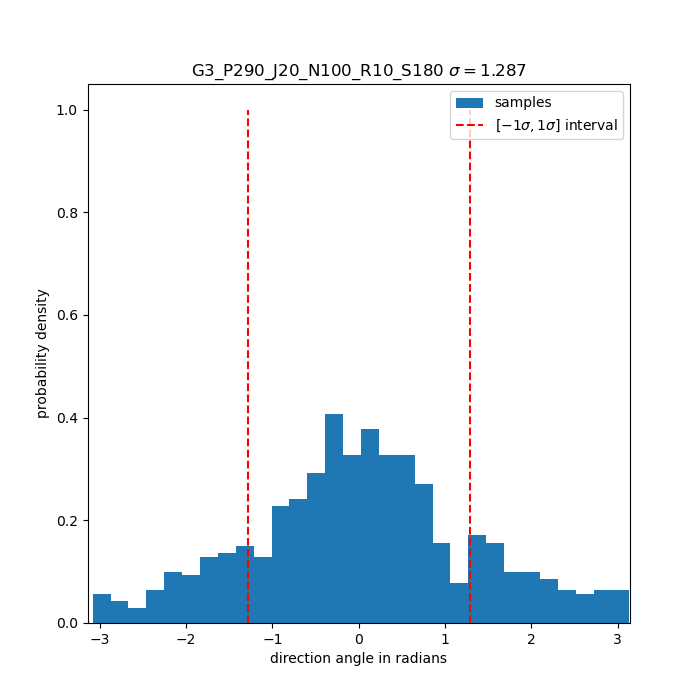 G3_P290_J20_N100_R10_S180 σ = 1.287
samples
[−1σ, 1σ] interval
1.0
0.8
0.6
0.4
0.2
0.0
probability density
−3 −2 −1 0 1 2 3
direction angle in radians